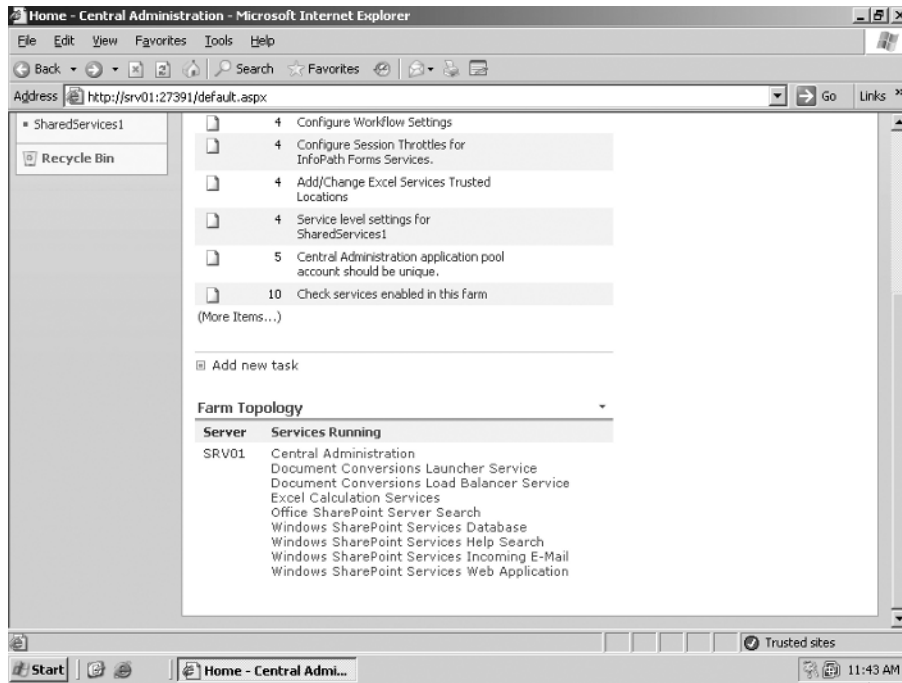 Home - Central Administration - Microsoft Internet Explorer
File Edit View Favorites Tools Help
Back Search Favorites
Address http://srv01:27391/default.aspx Go Links »
SharedServices1
Recycle Bin
4 Configure Workflow Settings
4 Configure Session Throttles for
InfoPath Forms Services.
4 Add/Change Excel Services Trusted
Locations
4 Service level settings for
SharedServices1
5 Central Administration application pool
account should be unique.
10 Check services enabled in this farm
(More Items...)
Add new task
Farm Topology
Server Services Running
SRV01 Central Administration
Document Conversions Launcher Service
Document Conversions Load Balancer Service
Excel Calculation Services
Office SharePoint Server Search
Windows SharePoint Services Database
Windows SharePoint Services Help Search
Windows SharePoint Services Incoming E-Mail
Windows SharePoint Services Web Application
Trusted sites
Start Home - Central Admi... 11:43 AM